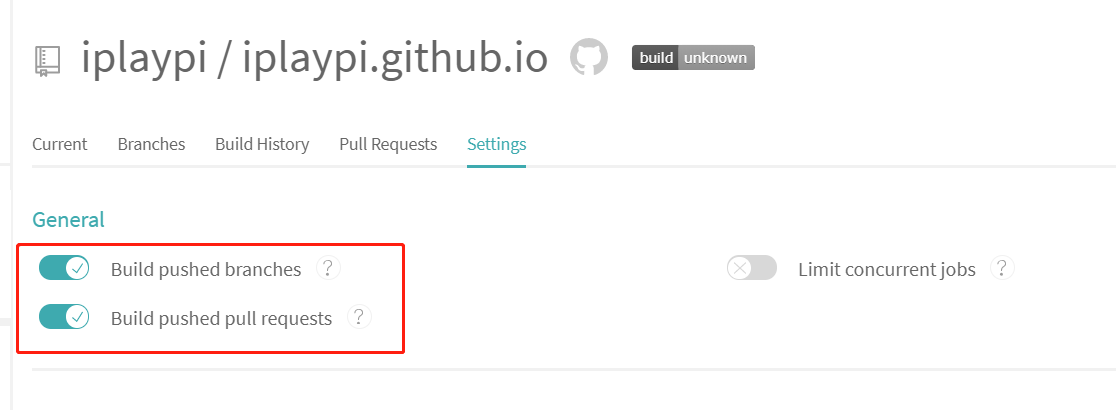 iplaypi / iplaypi.github.io
build unknown
Current Branches Build History Pull Requests Settings
General
Build pushed branches ? Limit concurrent jobs ?
Build pushed pull requests ?